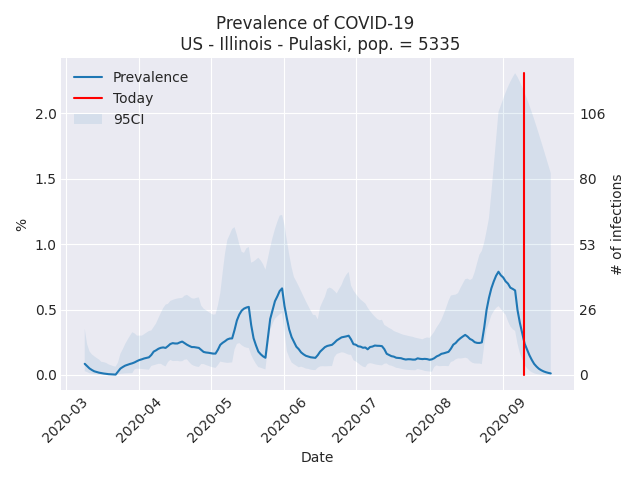 Prevalence of COVID-19
US - Illinois - Pulaski, pop. = 5335
Prevalence
Today
95CI
2.0
1.5
1.0
0.5
0.0
%
106
80
53
26
0
# of infections
2020-03
2020-04
2020-05
2020-06
2020-07
2020-08
2020-09
Date